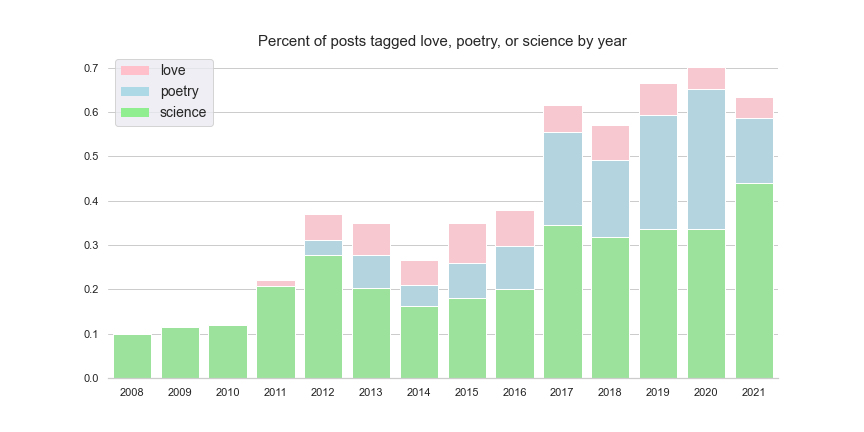 Percent of posts tagged love, poetry, or science by year
love
poetry
science
0.7
0.6
0.5
0.4
0.3
0.2
0.1
0.0
2008 2009 2010 2011 2012 2013 2014 2015 2016 2017 2018 2019 2020 2021